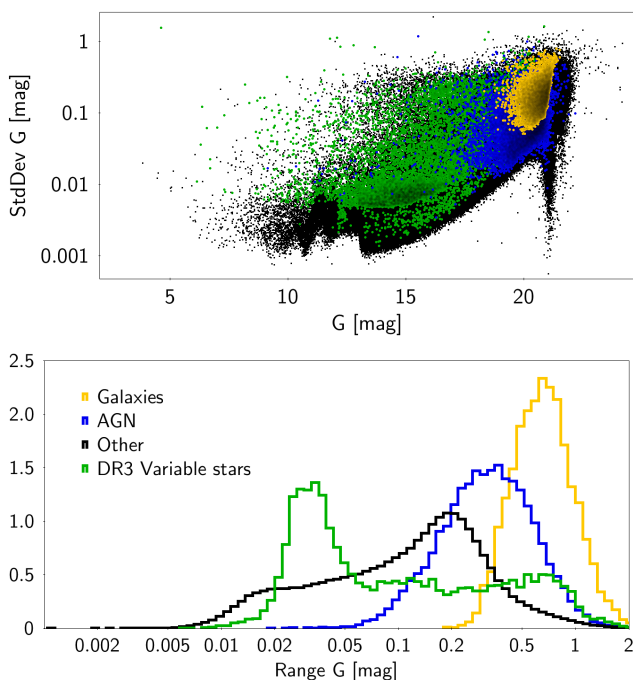 StdDev G [mag]
1
0.1
0.01
0.001
5 10 15 20
G [mag]
2.5
2.0
1.5
1.0
0.5
0
Galaxies
AGN
Other
DR3 Variable stars
0.002 0.005 0.01 0.02 0.05 0.1 0.2 0.5 1 2
Range G [mag]